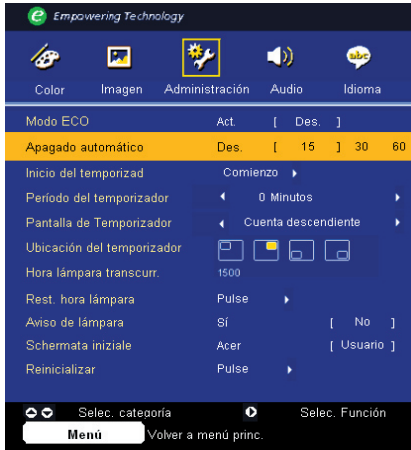 e Empowering Technology
Color Imagen Administración Audio Idioma
Modo ECO Act. [ Des. ]
Apagado automático Des. [ 15 ] 30 60
Inicio del temporizad Comienzo
Período del temporizador 0 Minutos
Pantalla de Temporizador Cuenta descendiente
Ubicación del temporizador
Hora lámpara transcurr. 1500
Rest. hora lámpara Pulse
Aviso de lámpara Sí [ No ]
Schermata iniziale Acer [ Usuario ]
Reinicializar Pulse
Selec. categoría Selec. Función
Menú Volver a menú princ.